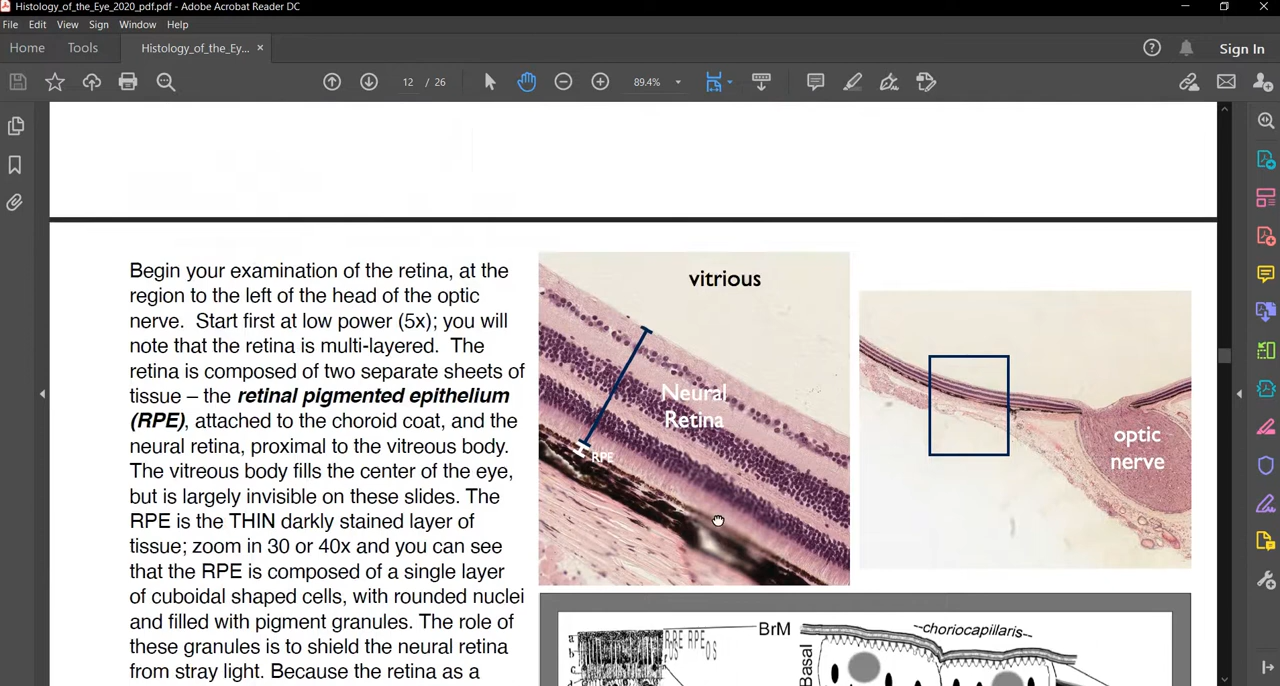 Histology_of_the_Eye_2020_pdf.pdf - Adobe Acrobat Reader DC
File Edit View Sign Window Help
Home Tools Histology_of_the_Ey... × Sign In
12 / 26 89.4%
Begin your examination of the retina, at the
region to the left of the head of the optic
nerve. Start first at low power (5x); you will
note that the retina is multi-layered. The
retina is composed of two separate sheets of
tissue – the retinal pigmented epithelium
(RPE), attached to the choroid coat, and the
neural retina, proximal to the vitreous body.
The vitreous body fills the center of the eye,
but is largely invisible on these slides. The
RPE is the THIN darkly stained layer of
tissue; zoom in 30 or 40x and you can see
that the RPE is composed of a single layer
of cuboidal shaped cells, with rounded nuclei
and filled with pigment granules. The role of
these granules is to shield the neural retina
from stray light. Because the retina as a
vitrious
Neural
Retina
RPE
optic
nerve
BrM
choriocapillaris
Basal
a
b
c
d